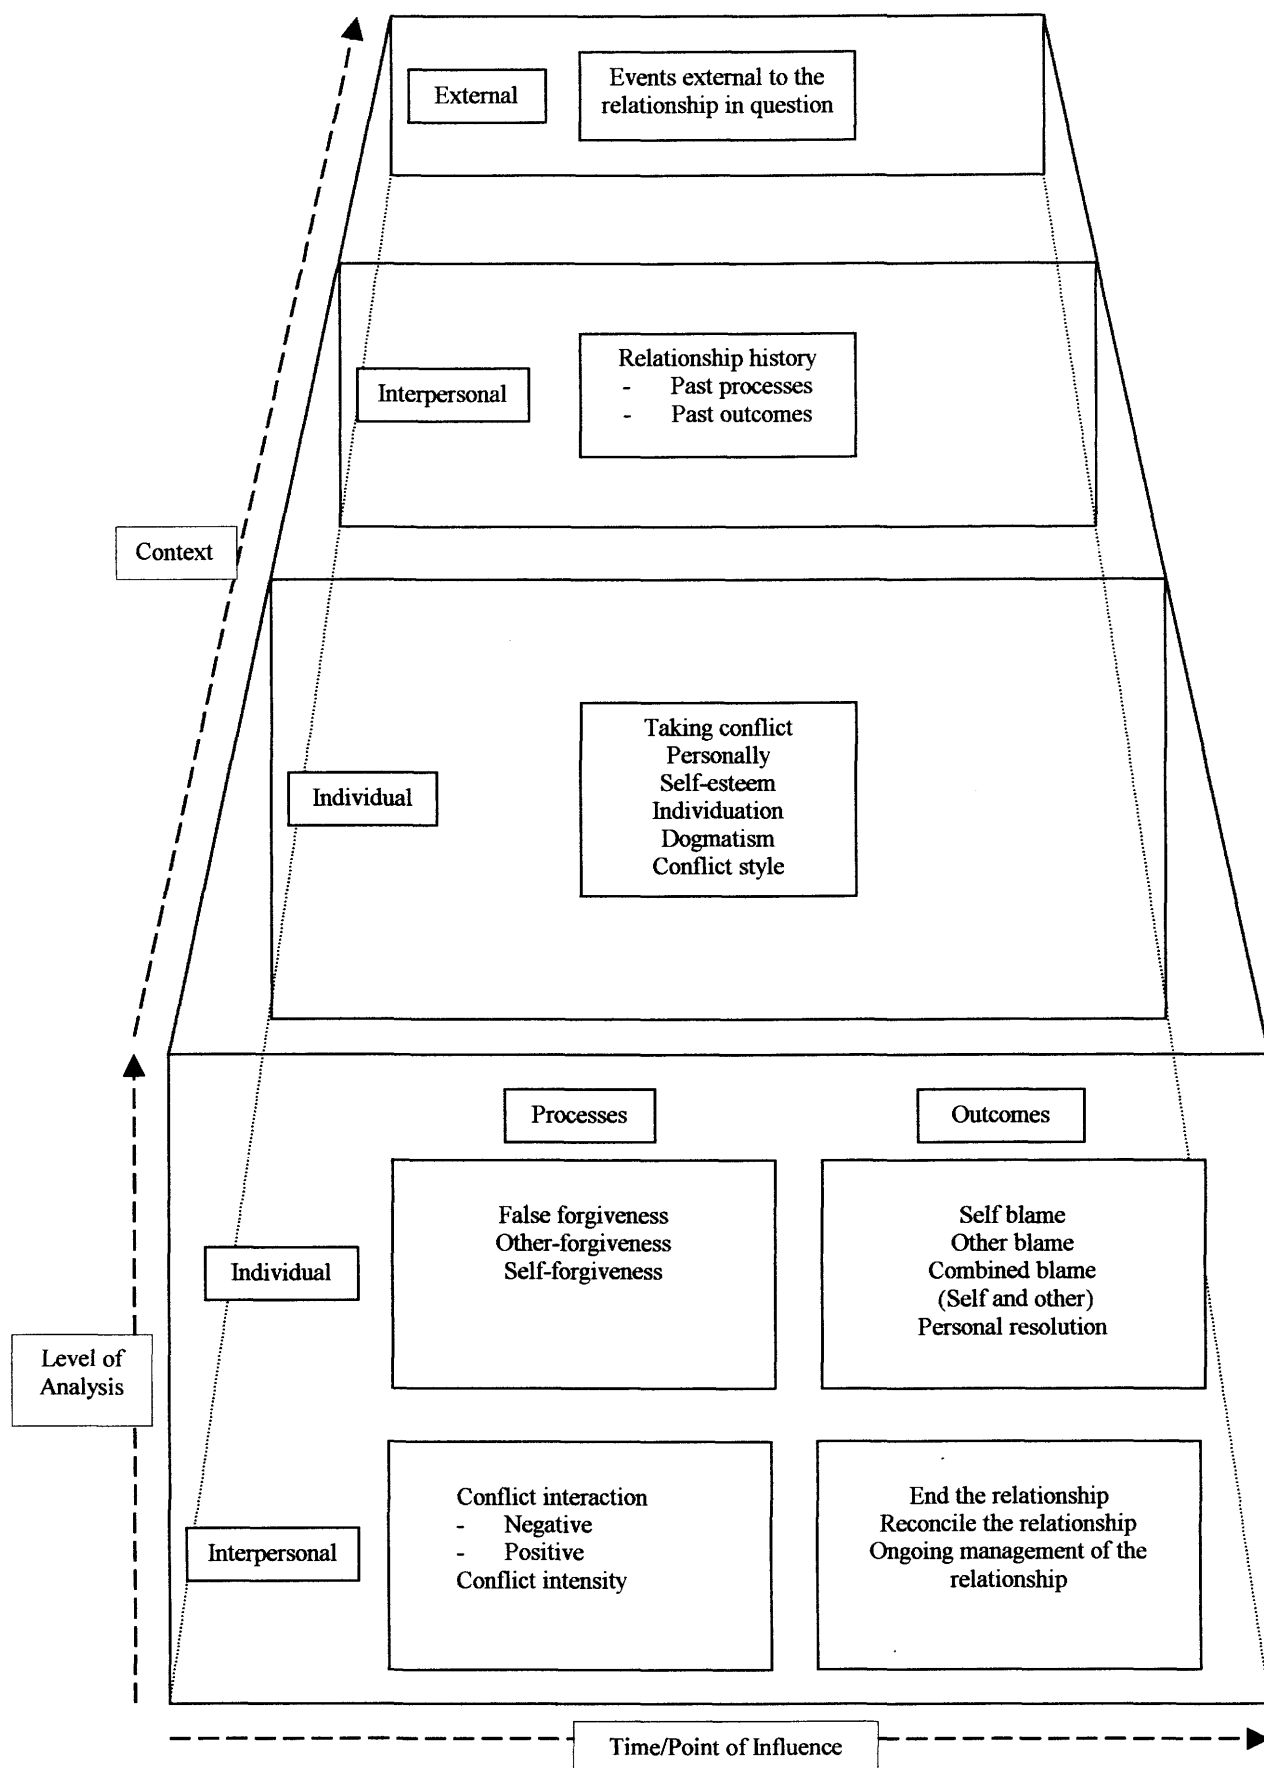 External
Events external to the
relationship in question
Interpersonal
Relationship history
- Past processes
- Past outcomes
Context
Individual
Taking conflict
Personally
Self-esteem
Individuation
Dogmatism
Conflict style
Processes
Outcomes
Individual
False forgiveness
Other-forgiveness
Self-forgiveness
Self blame
Other blame
Combined blame
(Self and other)
Personal resolution
Level of
Analysis
Interpersonal
Conflict interaction
- Negative
- Positive
Conflict intensity
End the relationship
Reconcile the relationship
Ongoing management of the
relationship
Time/Point of Influence